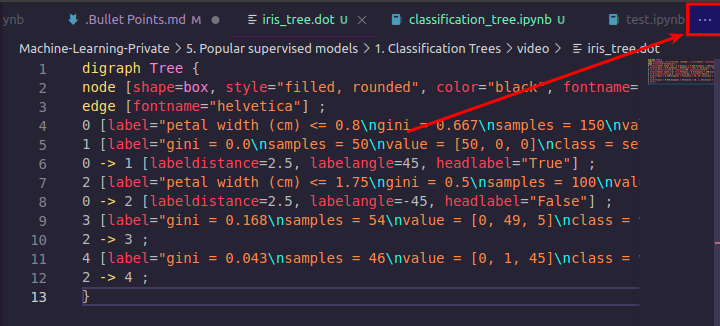 ynb .Bullet Points.md iris_tree.dot U classification_tree.ipynb U test.ipynb ...
Machine-Learning-Private > 5. Popular supervised models > 1. Classification Trees > video > iris_tree.dot
1 digraph Tree {
2 node [shape=box, style="filled, rounded", color="black", fontname=
3 edge [fontname="helvetica"] ;
4 0 [label="petal width (cm) <= 0.8\ngini = 0.667\nsamples = 150\nva
5 1 [label="gini = 0.0\nsamples = 50\nvalue = [50, 0, 0]\nclass = se
6 0 -> 1 [labeldistance=2.5, labelangle=45, headlabel="True"] ;
7 2 [label="petal width (cm) <= 1.75\ngini = 0.5\nsamples = 100\nval
8 0 -> 2 [labeldistance=2.5, labelangle=-45, headlabel="False"] ;
9 3 [label="gini = 0.168\nsamples = 54\nvalue = [0, 49, 5]\nclass =
10 2 -> 3 ;
11 4 [label="gini = 0.043\nsamples = 46\nvalue = [0, 1, 45]\nclass =
12 2 -> 4 ;
13 }